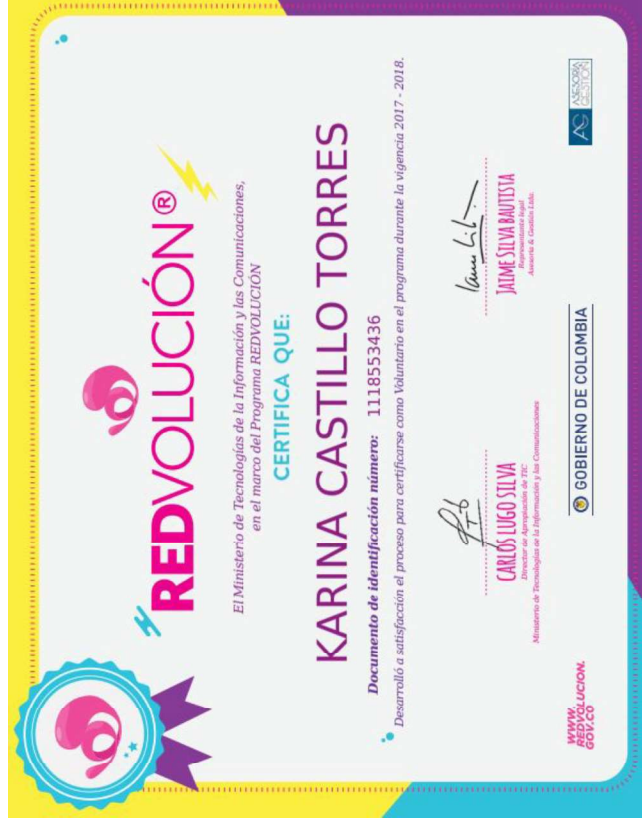 REDVOLUCIÓN®
El Ministerio de Tecnologías de la Información y las Comunicaciones,
en el marco del Programa REDVOLUCIÓN
CERTIFICA QUE:
KARINA CASTILLO TORRES
Documento de identificación número: 1118553436
Desarrolló a satisfacción el proceso para certificarse como Voluntario en el programa durante la vigencia 2017 - 2018.
CARLOS LUGO SILVA
Director de Apropiación de TIC
Ministerio de Tecnologías de la Información y las Comunicaciones
JAIME SILVA BAUTISTA
Representante legal
Asesoría & Gestión Ltda.
WWW.
REDVOLUCION.
GOV.CO
GOBIERNO DE COLOMBIA
AG ASESORÍA
GESTIÓN